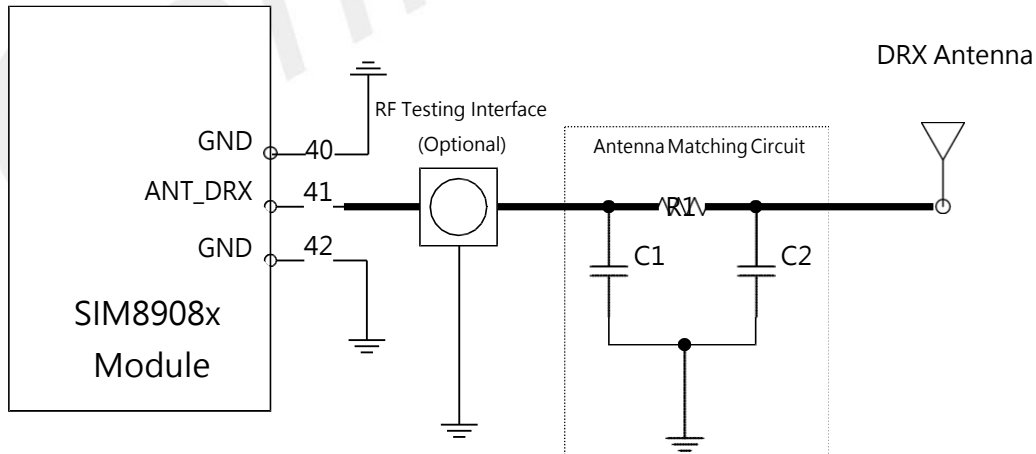 DRX Antenna
RF Testing Interface
(Optional)
Antenna Matching Circuit
GND
40
ANT_DRX
41
GND
42
R1
C1
C2
SIM8908x
Module